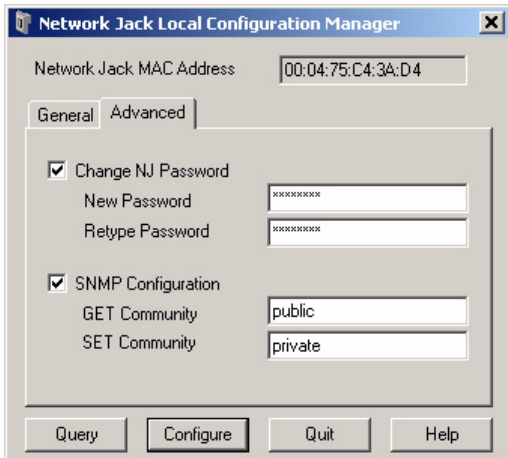 Network Jack Local Configuration Manager
Network Jack MAC Address 00:04:75:C4:3A:D4
General Advanced
Change NJ Password
New Password ********
Retype Password ********
SNMP Configuration
GET Community public
SET Community private
Query Configure Quit Help